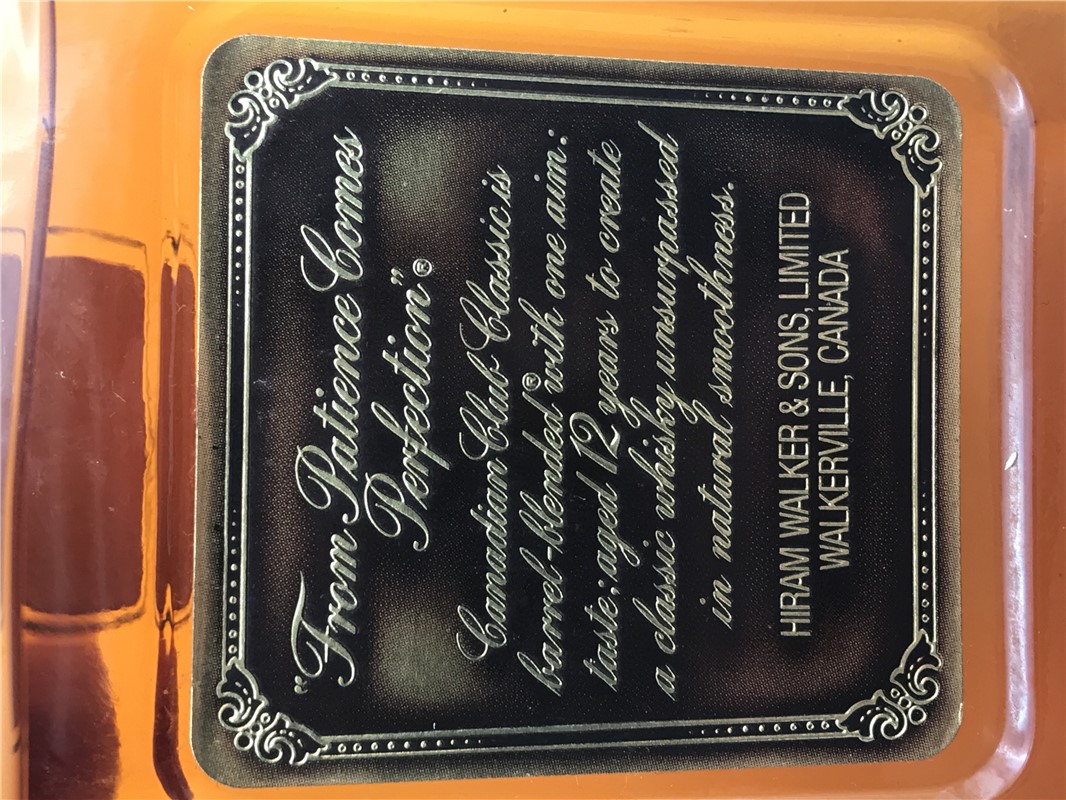 "From Patience Comes
Perfection"®
Canadian Club Classic is
barrel-blended® with one aim:
taste; aged 12 years to create
a classic whisky unsurpassed
in natural smoothness.
HIRAM WALKER & SONS, LIMITED
WALKERVILLE, CANADA